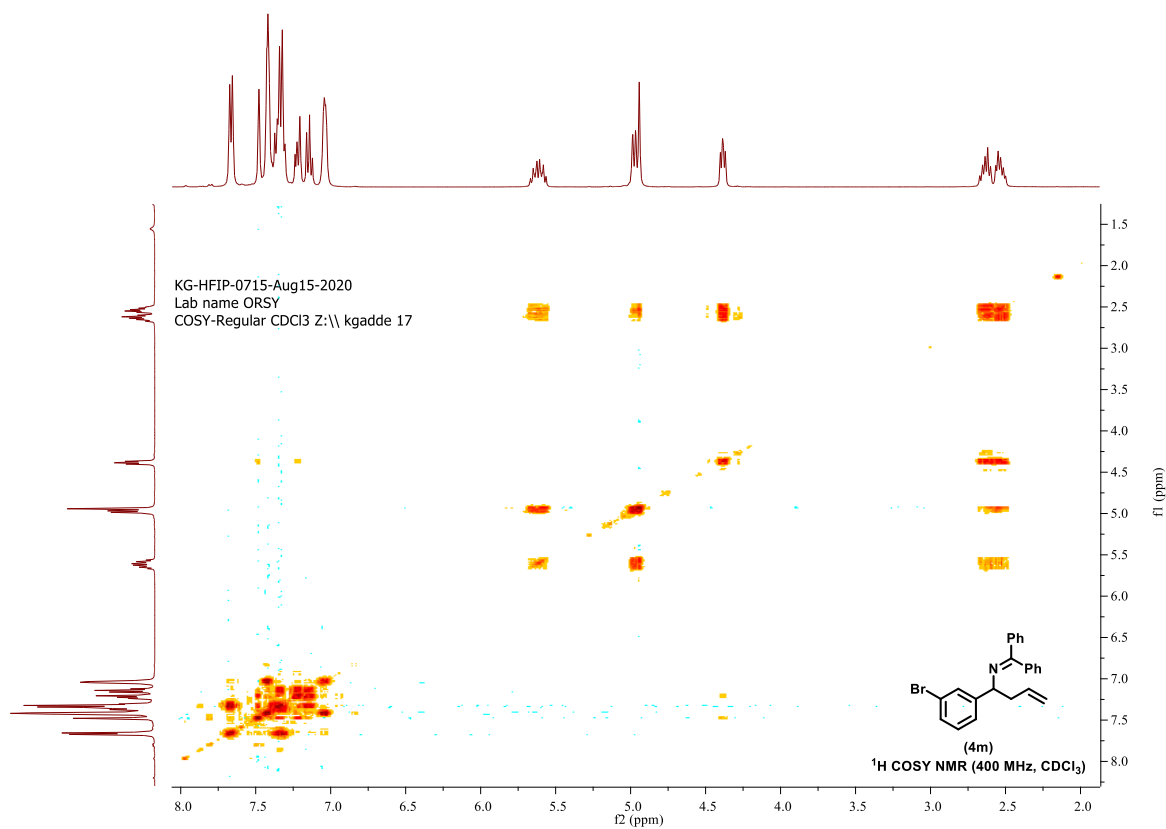 KG-HFIP-0715-Aug15-2020
Lab name ORSY
COSY-Regular CDCl3 Z:\\ kgadde 17
1.5
2.0
2.5
3.0
3.5
4.0
4.5
5.0
5.5
6.0
6.5
7.0
7.5
8.0
f1 (ppm)
Ph
N
Ph
Br
(4m)
¹H COSY NMR (400 MHz, CDCl₃)
8.0 7.5 7.0 6.5 6.0 5.5 5.0 4.5 4.0 3.5 3.0 2.5 2.0
f2 (ppm)